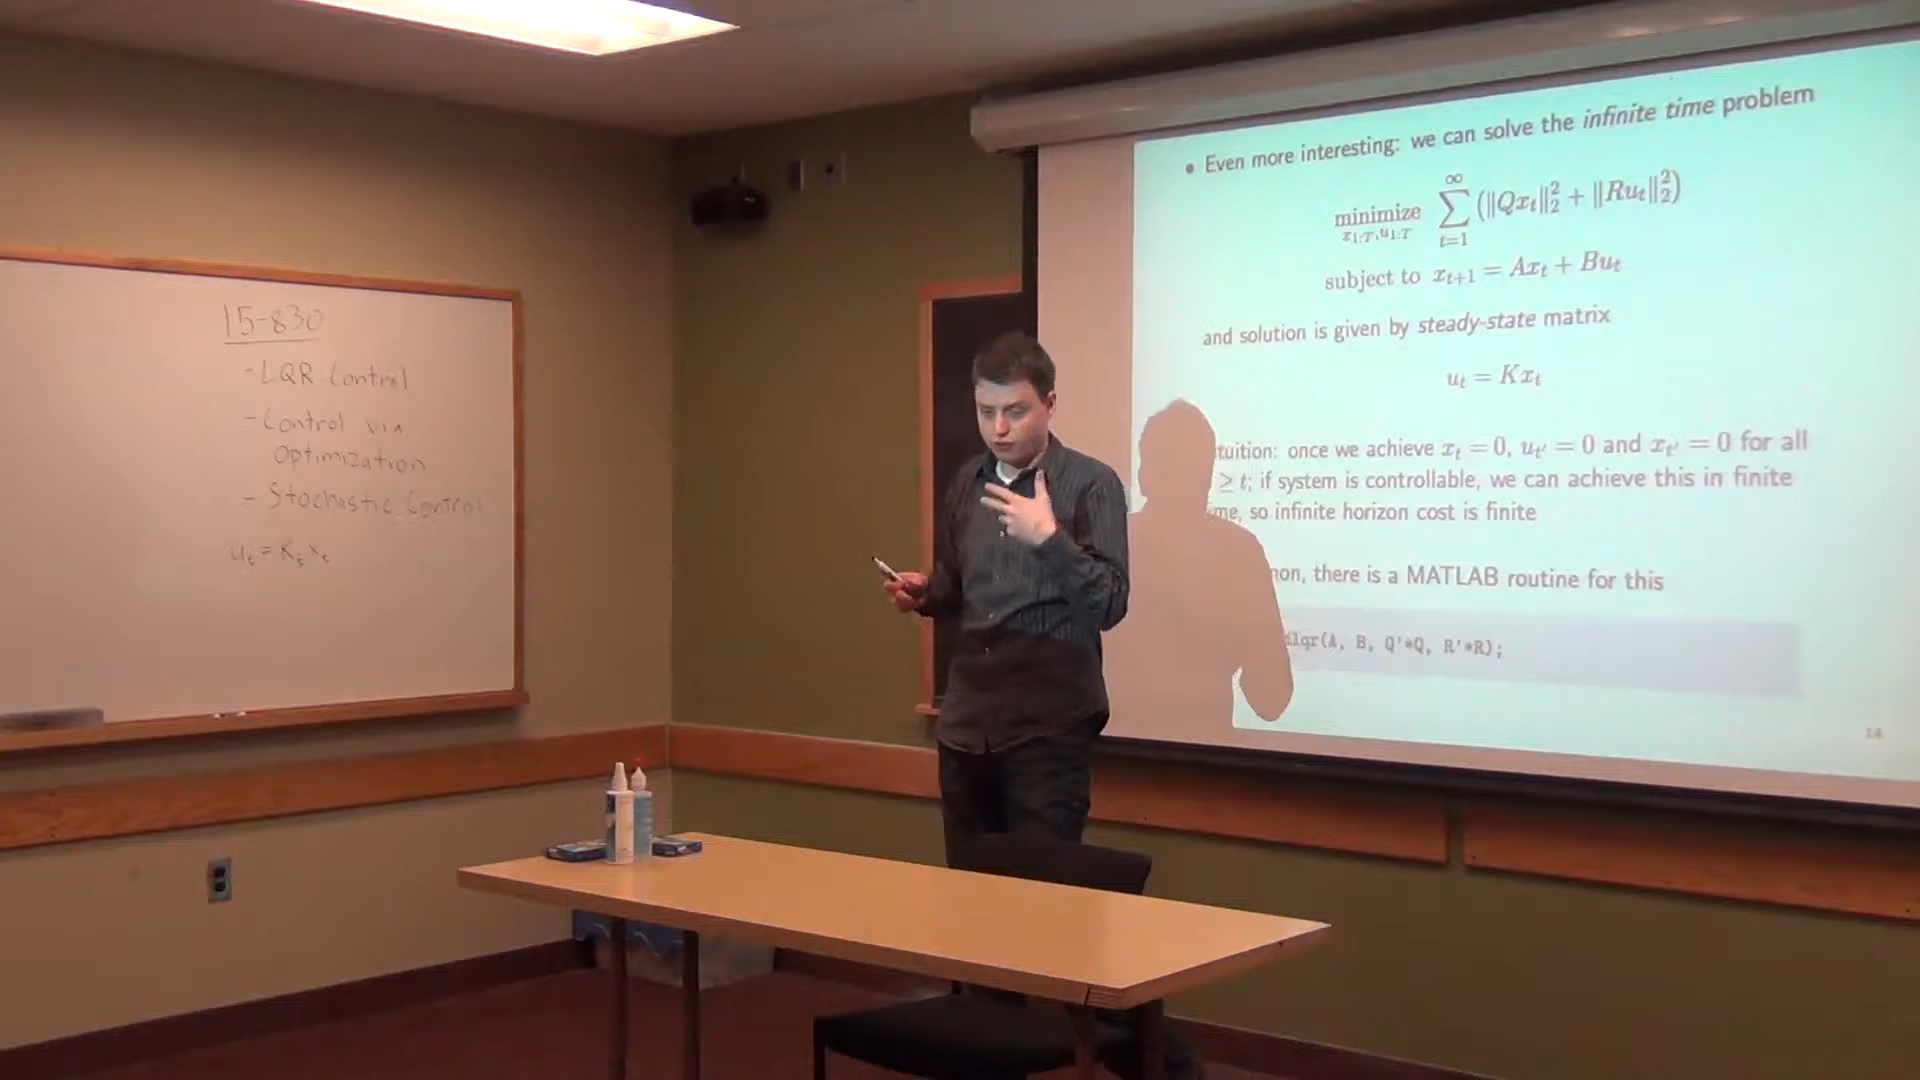 15-830
- LQR Control
- Control via
Optimization
- Stochastic Control
u_t = K_t x_t
• Even more interesting: we can solve the infinite time problem
minimize ∑ (‖Qx_t‖₂² + ‖Ru_t‖₂²)
x_{1:T}, u_{1:T} t=1 ∞
subject to x_{t+1} = Ax_t + Bu_t
and solution is given by steady-state matrix
u_t = Kx_t
tuition: once we achieve x_t = 0, u_{t'} = 0 and x_{t'} = 0 for all
≥ t; if system is controllable, we can achieve this in finite
me, so infinite horizon cost is finite
non, there is a MATLAB routine for this
dlqr(A, B, Q'*Q, R'*R);
14